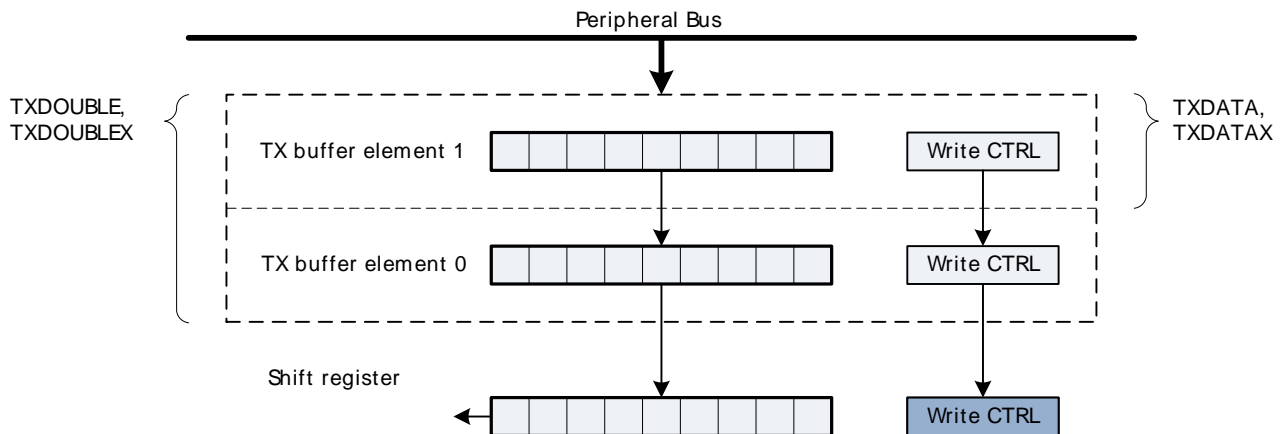 Peripheral Bus
TXDOUBLE,
TXDOUBLEX
TXDATA,
TXDATAX
TX buffer element 1
Write CTRL
TX buffer element 0
Write CTRL
Shift register
Write CTRL